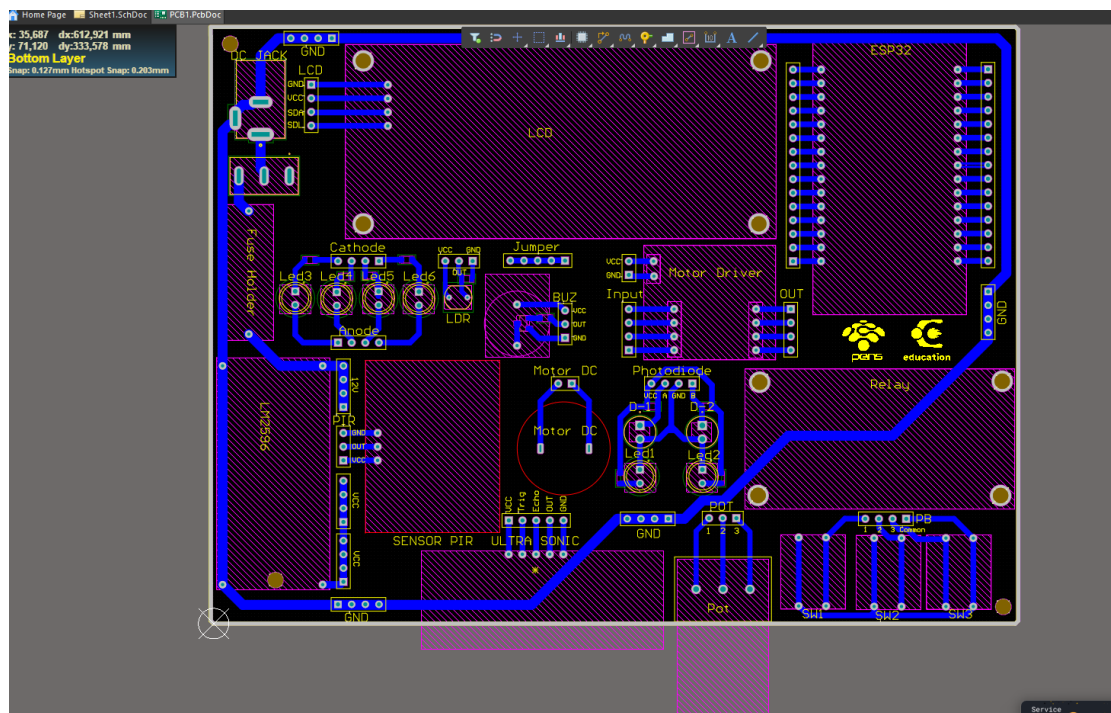 Home Page Sheet1.SchDoc PCB1.PcbDoc
x: 35,687 dx:612,921 mm
y: 71,120 dy:333,578 mm
Bottom Layer
Snap: 0.127mm Hotspot Snap: 0.203mm
GND
ESP32
DC JACK
LCD
GND
VCC
SDA
SDL
LCD
Fuse Holder
Cathode
VCC GND
OUT
Jumper
Led3 Led4 Led5 Led6
LDR
BUZ
VCC
OUT
GND
VCC
GND
Motor Driver
Input
OUT
GND
Anode
pens
education
LM2596
12V
Motor DC
Photodiode
VCC A GND B
Relay
PIR
GND
OUT
VCC
Motor DC
D-1 D-2
Led1 Led2
VCC
VCC
VCC Trig Echo OUT GND
SENSOR PIR
ULTRA SONIC
GND
POT
1 2 3
PB
1 2 3 Common
Pot
GND
SW1 SW2 SW3
Service